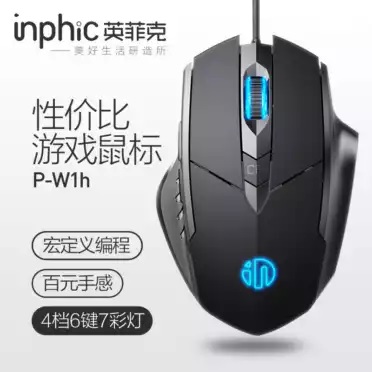 inphic 英菲克
美好生活研造所
性价比
游戏鼠标
P-W1h
宏定义编程
百元手感
4档6键7彩灯